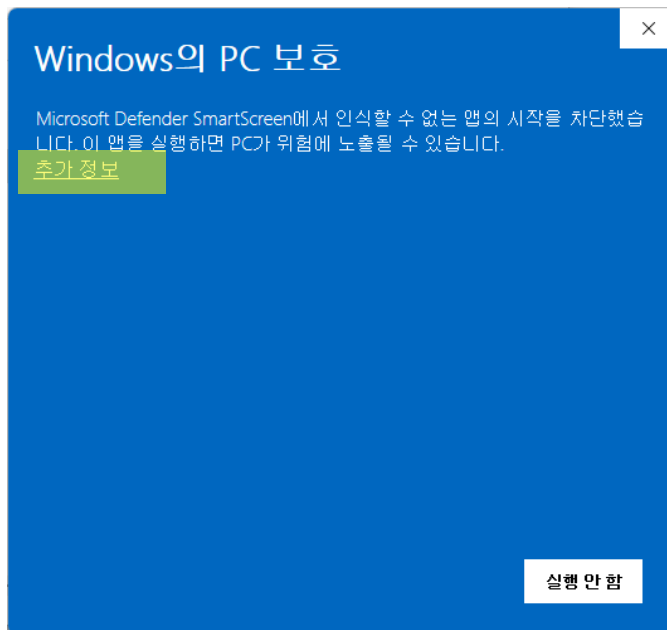 Windows의 PC 보호
Microsoft Defender SmartScreen에서 인식할 수 없는 앱의 시작을 차단했습
니다. 이 앱을 실행하면 PC가 위험에 노출될 수 있습니다.
추가 정보
실행 안 함